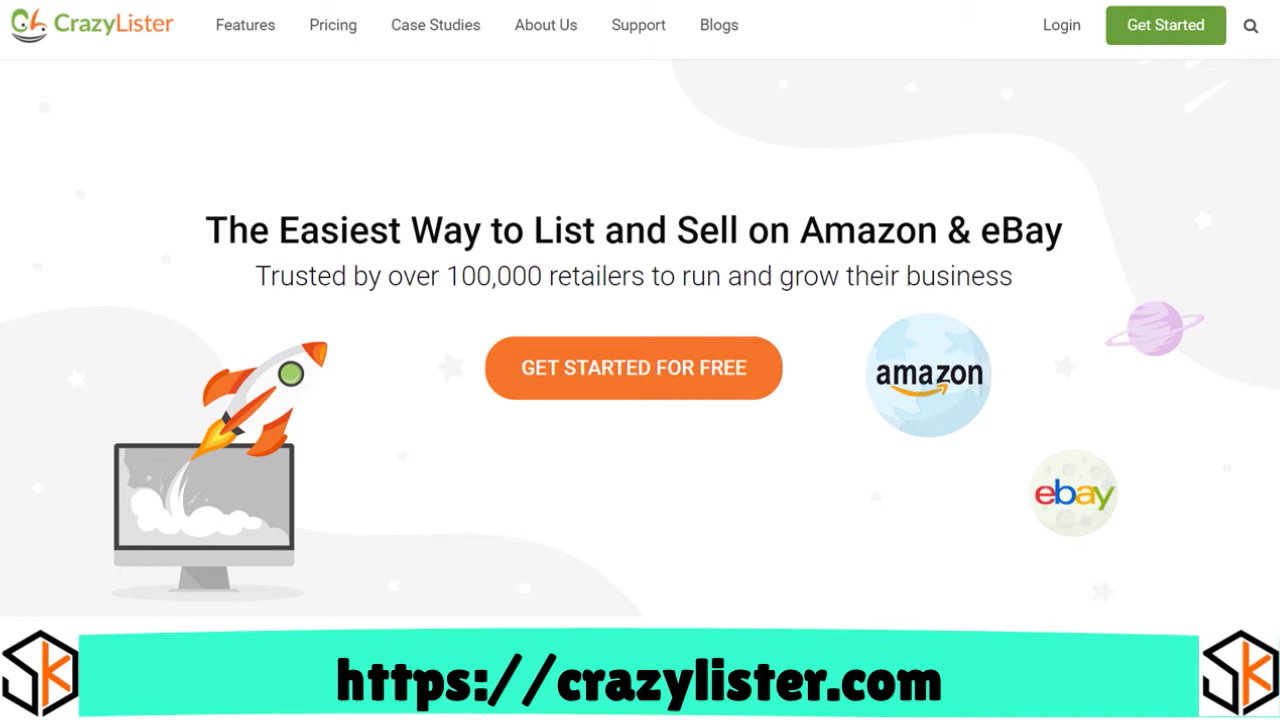 CrazyLister Features Pricing Case Studies About Us Support Blogs Login Get Started
The Easiest Way to List and Sell on Amazon & eBay
Trusted by over 100,000 retailers to run and grow their business
GET STARTED FOR FREE
amazon
ebay
SK SK
https://crazylister.com